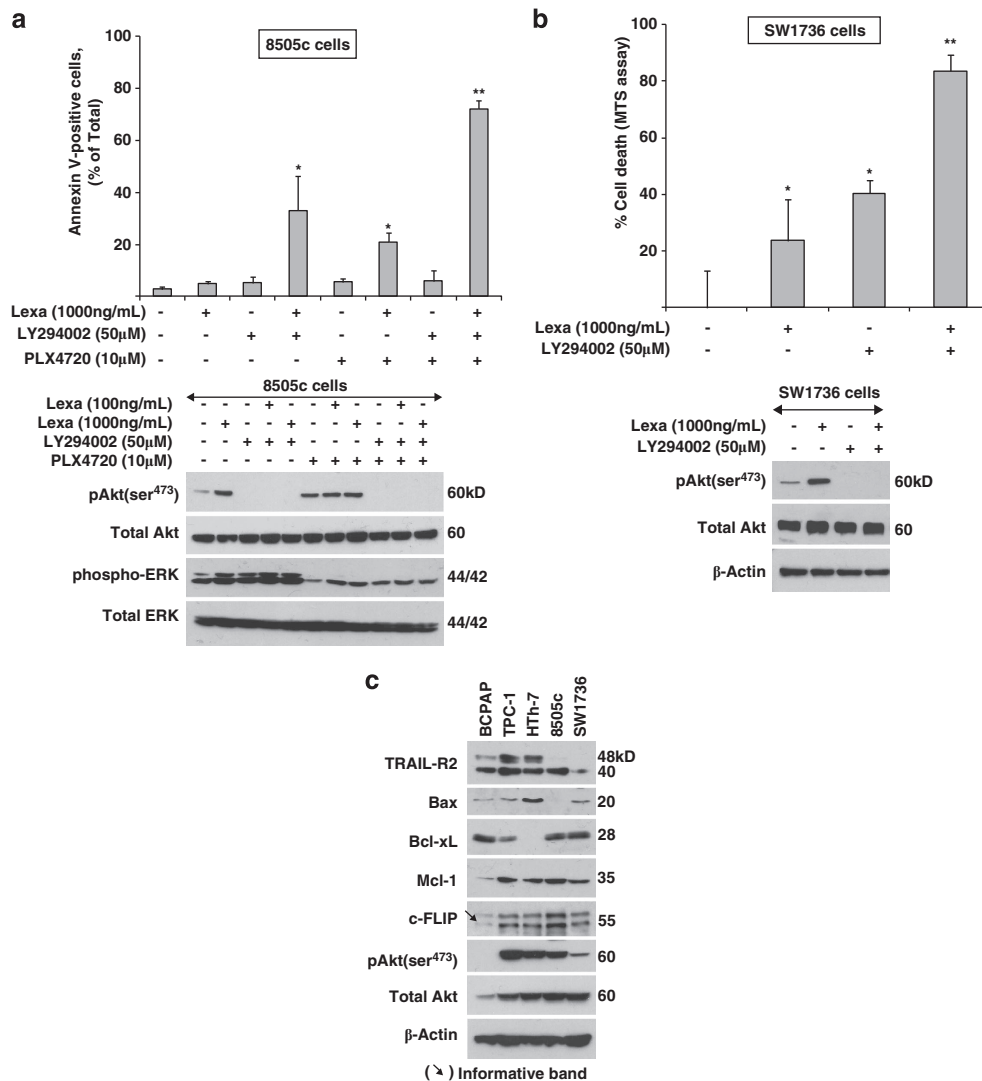 a
8505c cells
Annexin V-positive cells,
(% of Total)
100
80
60
40
20
*
*
**
Lexa (1000ng/mL) - + - + - + - +
LY294002 (50μM) - - + + - - + +
PLX4720 (10μM) - - - - + + + +
8505c cells
Lexa (100ng/mL) - - - + - - + - - + -
Lexa (1000ng/mL) - + - - + - - + - - +
LY294002 (50μM) - - + + + - - - + + +
PLX4720 (10μM) - - - - - + + + + + +
pAkt(ser473) 60kD
Total Akt 60
phospho-ERK 44/42
Total ERK 44/42
b
SW1736 cells
% Cell death (MTS assay)
100
80
60
40
20
*
*
**
Lexa (1000ng/mL) - + - +
LY294002 (50μM) - - + +
SW1736 cells
Lexa (1000ng/mL) - + - +
LY294002 (50μM) - - + +
pAkt(ser473) 60kD
Total Akt 60
β-Actin
c
BCPAP TPC-1 HTh-7 8505c SW1736
TRAIL-R2 48kD
40
Bax 20
Bcl-xL 28
Mcl-1 35
c-FLIP 55
pAkt(ser473) 60
Total Akt 60
β-Actin
(↘) Informative band